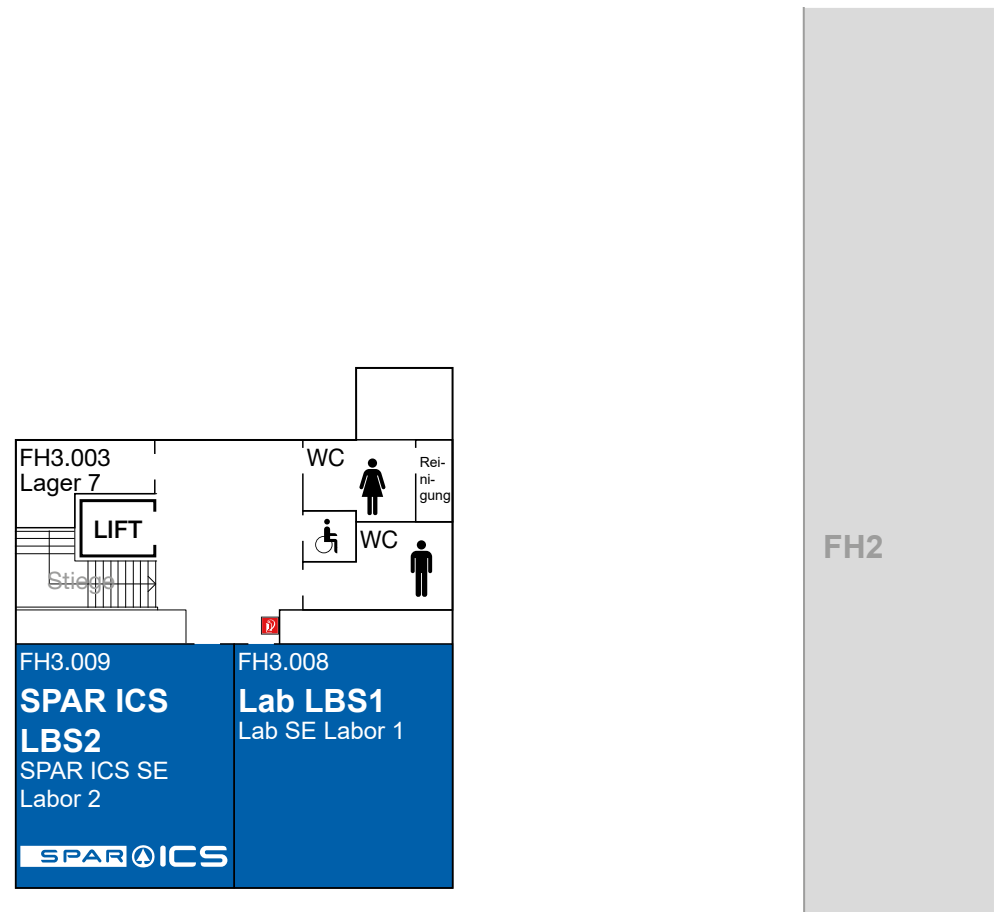 FH3.003
Lager 7
LIFT
Stiege
WC
Rei-
ni-
gung
WC
FH2
FH3.009
SPAR ICS
LBS2
SPAR ICS SE
Labor 2
SPAR ICS
FH3.008
Lab LBS1
Lab SE Labor 1